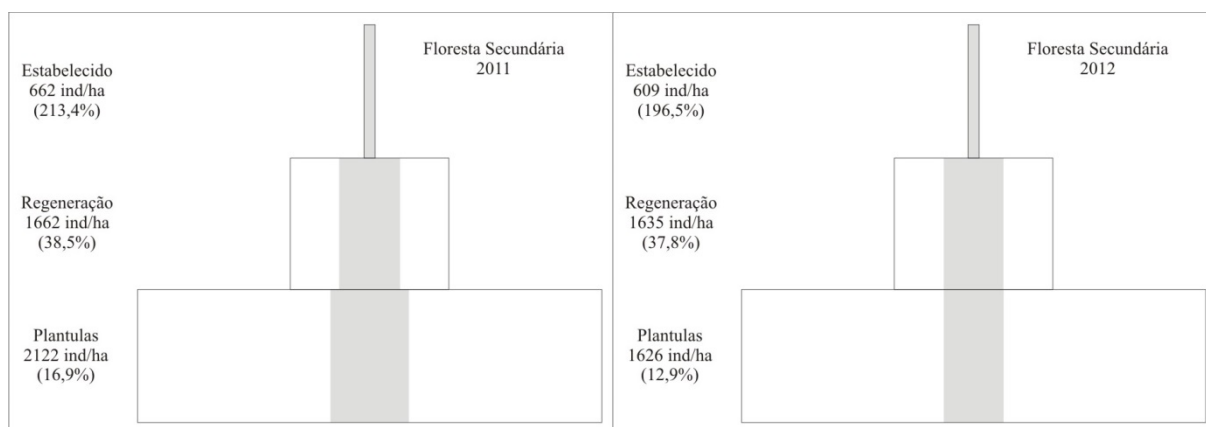 Floresta Secundária
2011
Estabelecido
662 ind/ha
(213,4%)
Regeneração
1662 ind/ha
(38,5%)
Plantulas
2122 ind/ha
(16,9%)
Floresta Secundária
2012
Estabelecido
609 ind/ha
(196,5%)
Regeneração
1635 ind/ha
(37,8%)
Plantulas
1626 ind/ha
(12,9%)